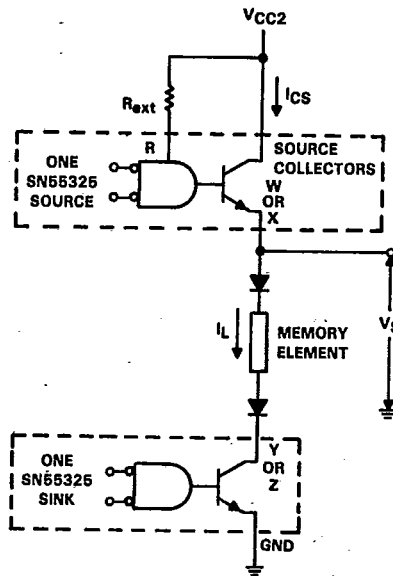 VCC2
Rext
ICS
R
SOURCE
COLLECTORS
ONE
SN55325
SOURCE
W
OR
X
IL
MEMORY
ELEMENT
ONE
SN55325
SINK
Y
OR
Z
GND